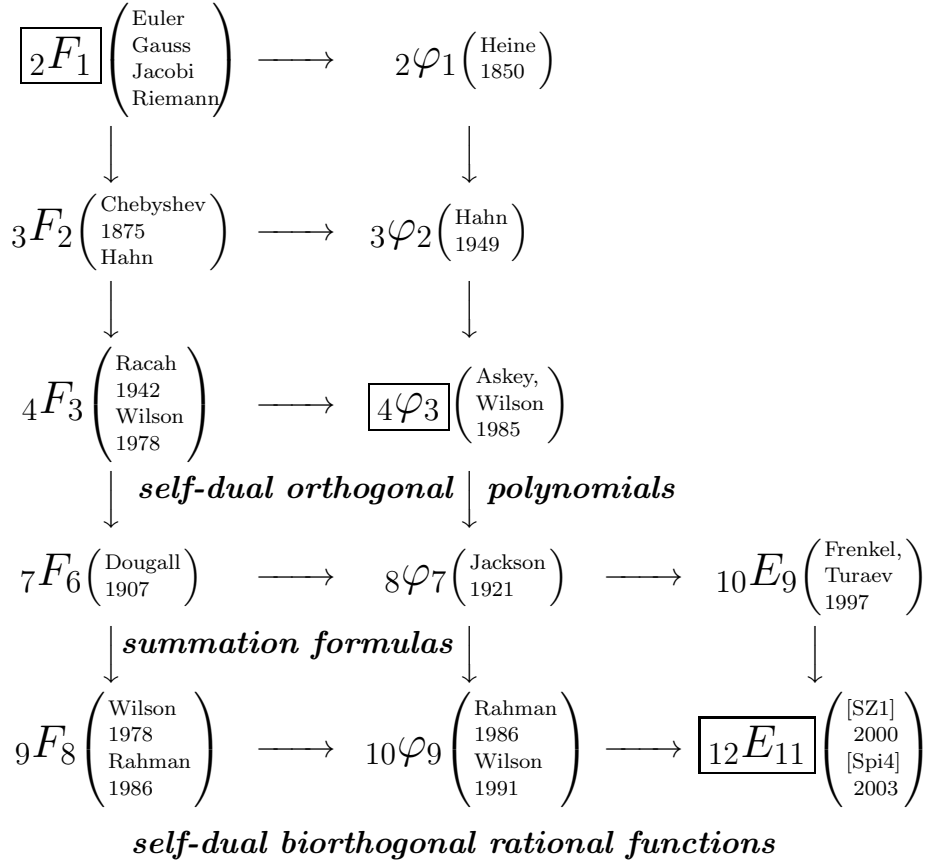 ₂F₁ ( Euler
Gauss
Jacobi
Riemann )
₂φ₁ ( Heine
1850 )
₃F₂ ( Chebyshev
1875
Hahn )
₃φ₂ ( Hahn
1949 )
₄F₃ ( Racah
1942
Wilson
1978 )
₄φ₃ ( Askey,
Wilson
1985 )
self-dual orthogonal polynomials
₇F₆ ( Dougall
1907 )
₈φ₇ ( Jackson
1921 )
₁₀E₉ ( Frenkel,
Turaev
1997 )
summation formulas
₉F₈ ( Wilson
1978
Rahman
1986 )
₁₀φ₉ ( Rahman
1986
Wilson
1991 )
₁₂E₁₁ ( [SZ1]
2000
[Spi4]
2003 )
self-dual biorthogonal rational functions